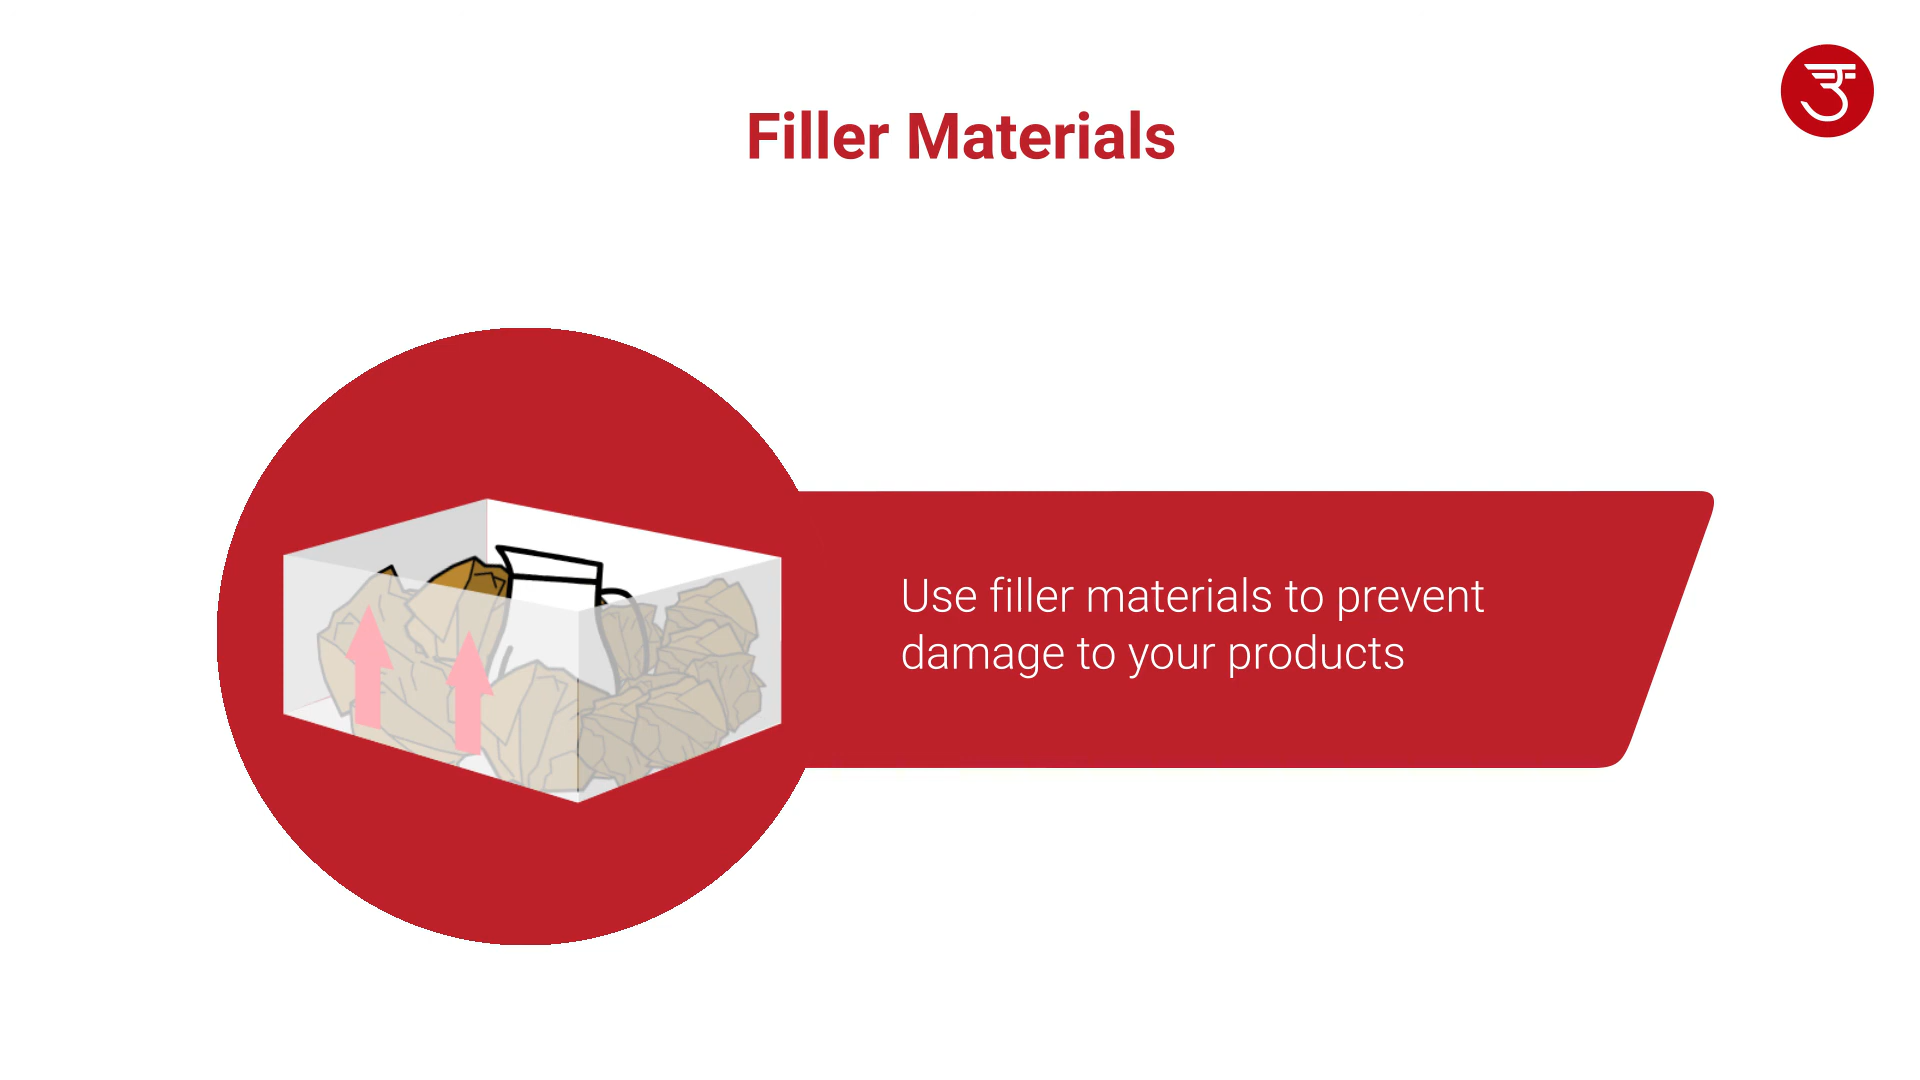 Filler Materials
Use filler materials to prevent
damage to your products